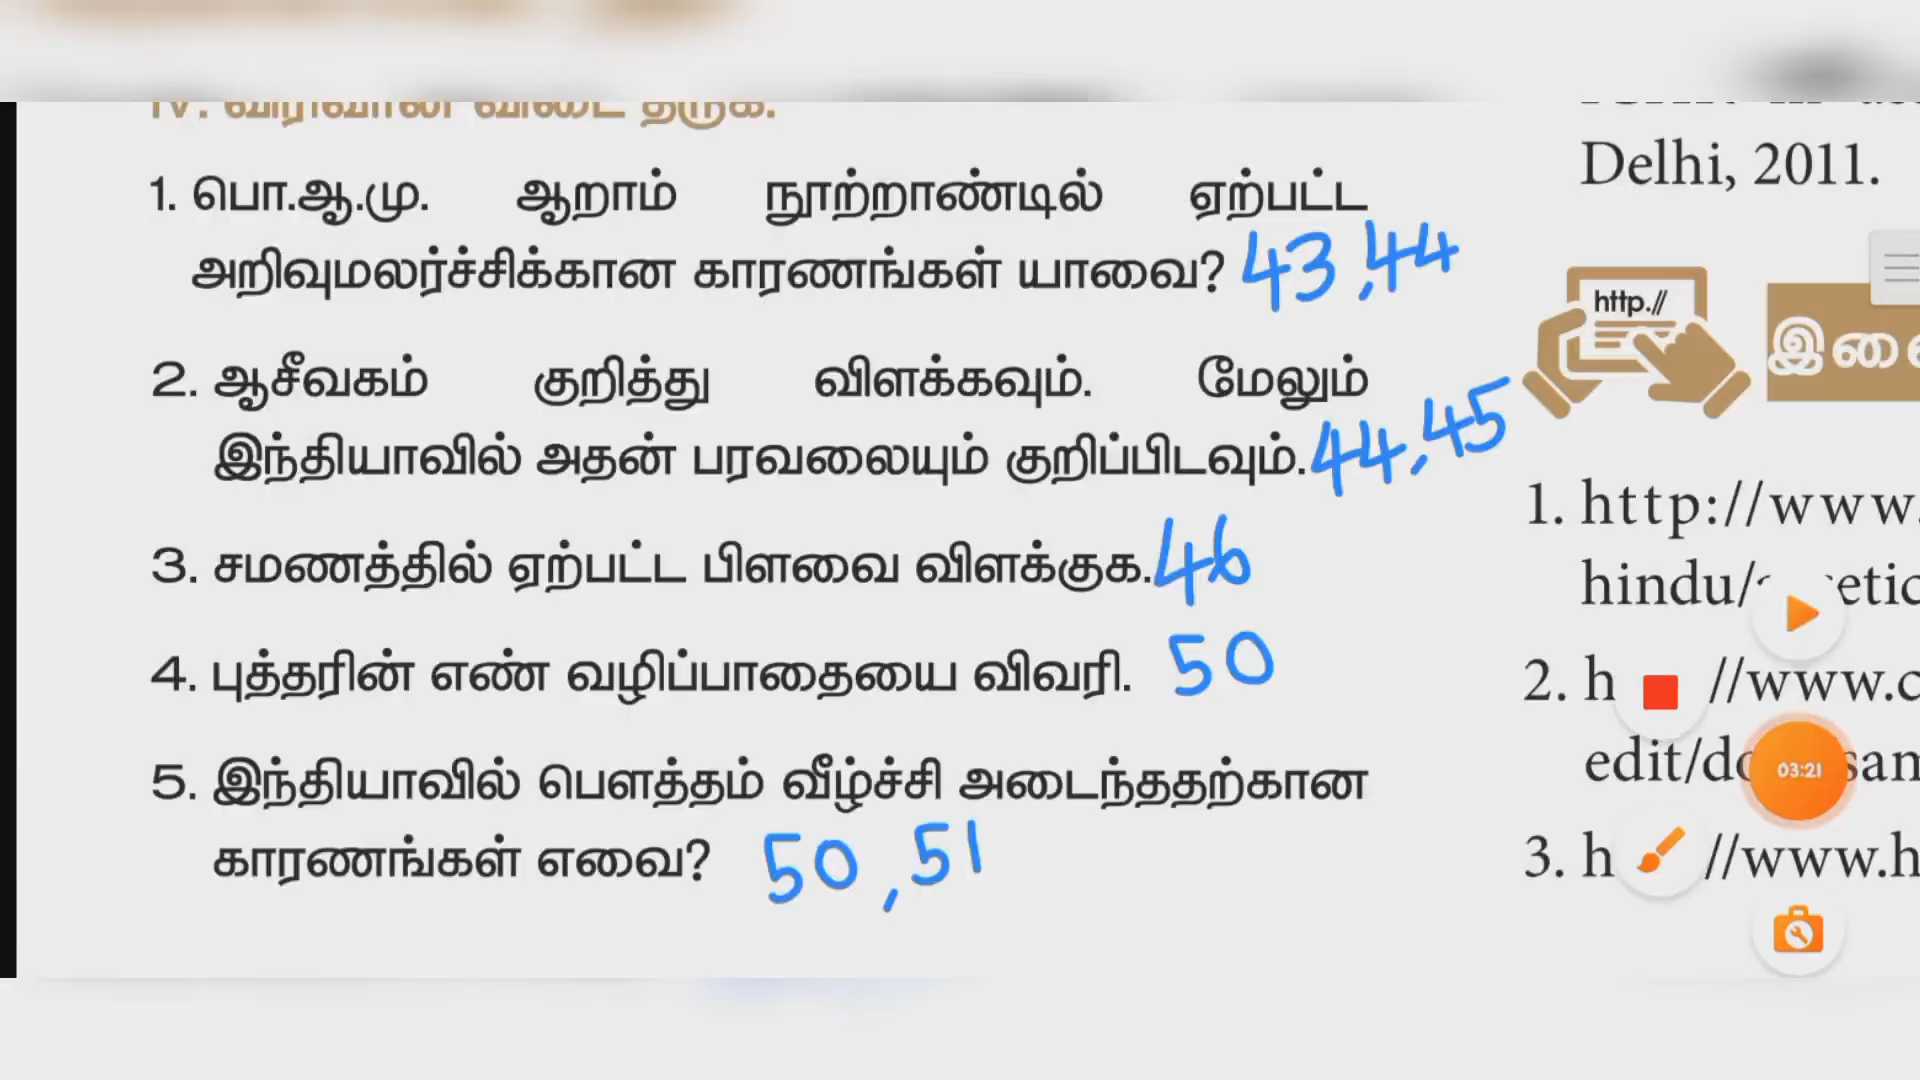 IV. விரிவான விடை தருக.
1. பொ.ஆ.மு. ஆறாம் நூற்றாண்டில் ஏற்பட்ட
அறிவுமலர்ச்சிக்கான காரணங்கள் யாவை? 43,44
2. ஆசீவகம் குறித்து விளக்கவும். மேலும்
இந்தியாவில் அதன் பரவலையும் குறிப்பிடவும். 44,45
3. சமணத்தில் ஏற்பட்ட பிளவை விளக்குக. 46
4. புத்தரின் எண் வழிப்பாதையை விவரி. 50
5. இந்தியாவில் பௌத்தம் வீழ்ச்சி அடைந்ததற்கான
காரணங்கள் எவை? 50,51
Delhi, 2011.
http.//
1. http://www.
hindu/
2. h //www.c
edit/do
03:21
3. h //www.h